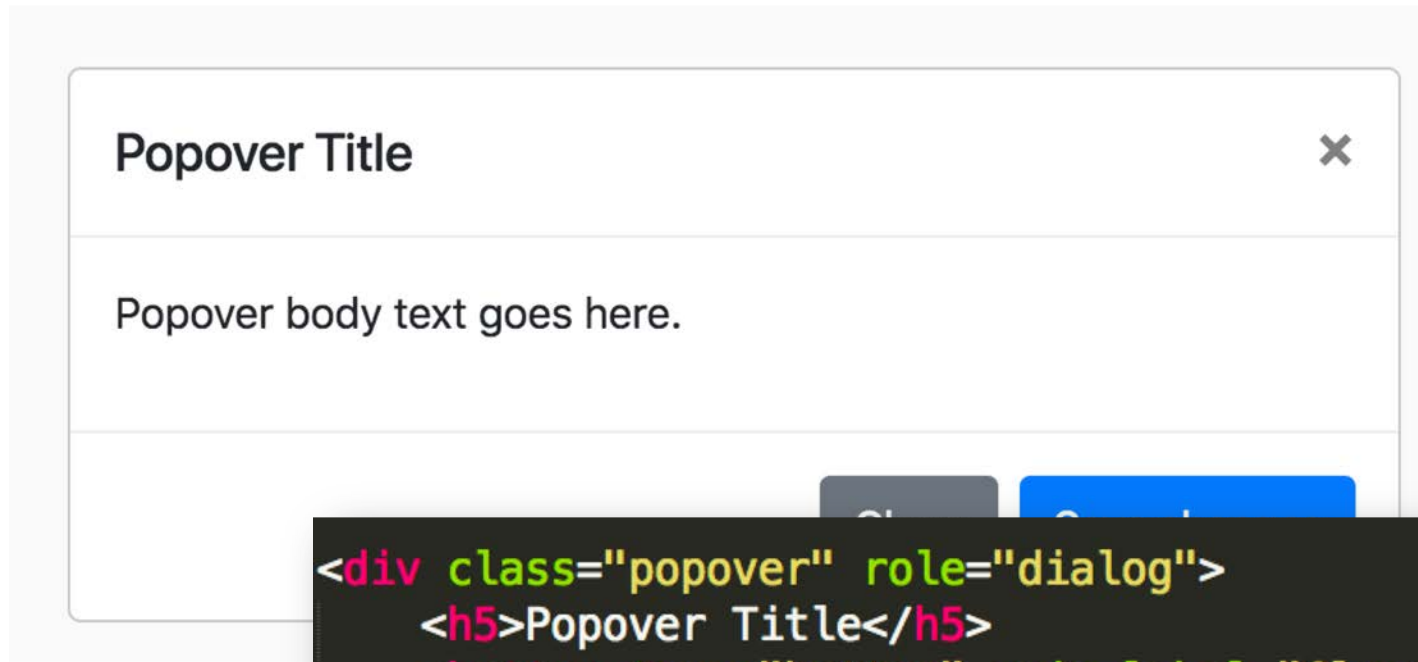 Popover Title ×
Popover body text goes here.
<div class="popover" role="dialog">
<h5>Popover Title</h5>